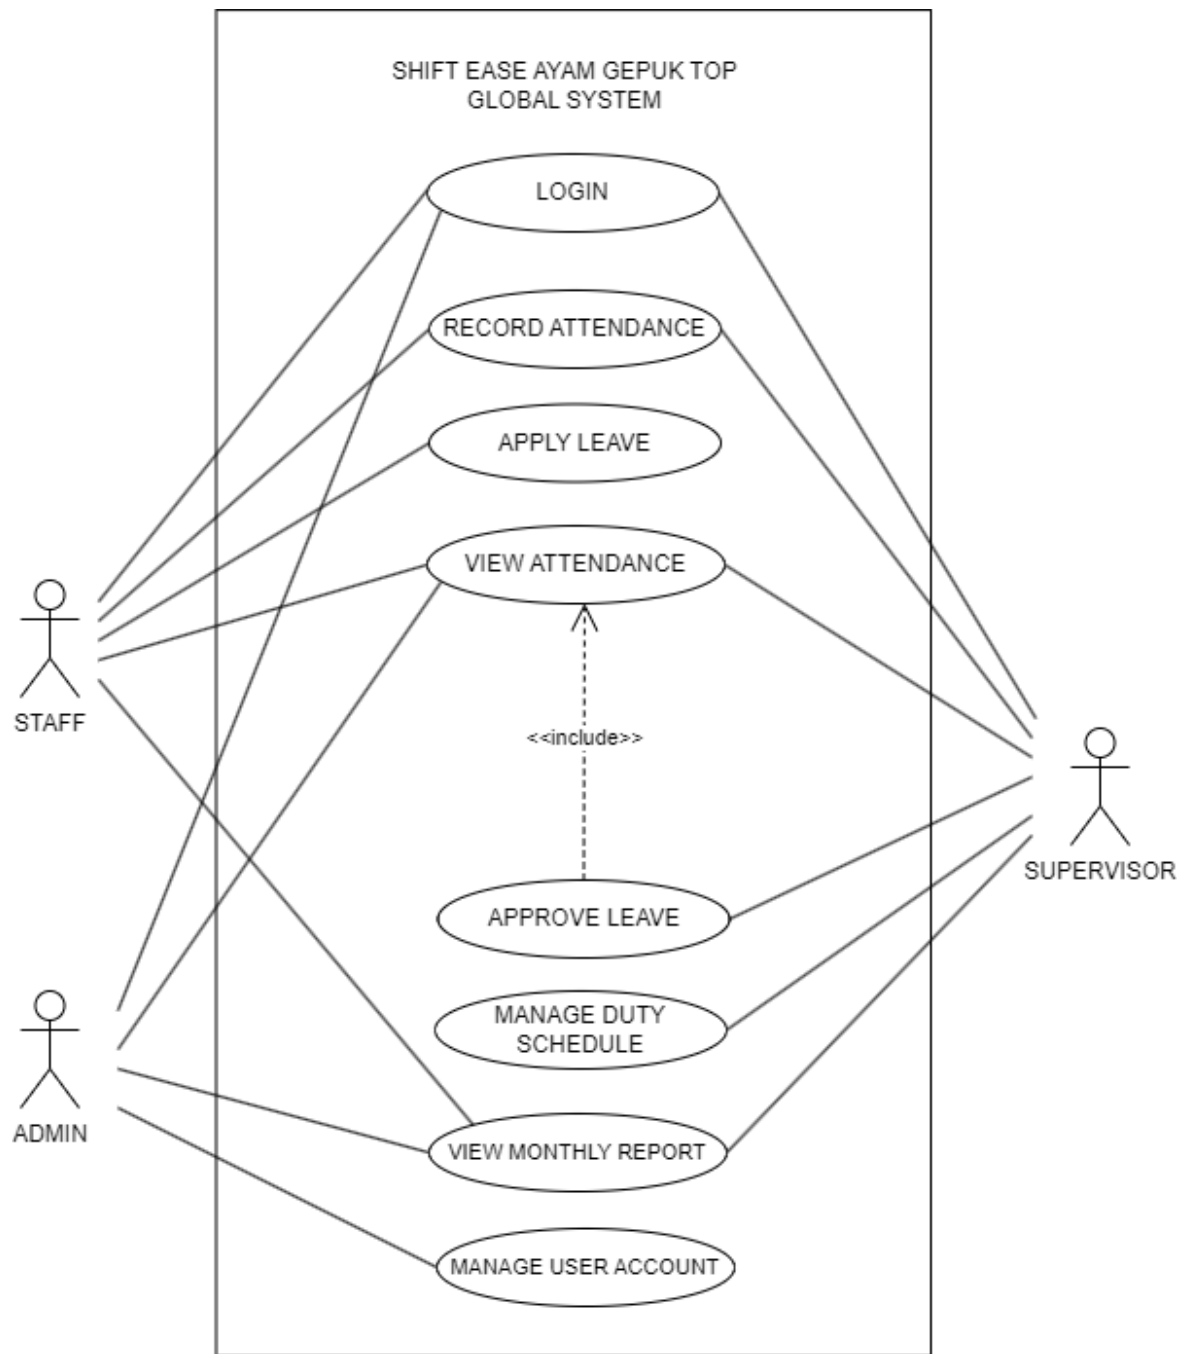 SHIFT EASE AYAM GEPUK TOP
GLOBAL SYSTEM
LOGIN
RECORD ATTENDANCE
APPLY LEAVE
VIEW ATTENDANCE
STAFF
<<include>>
SUPERVISOR
APPROVE LEAVE
MANAGE DUTY
SCHEDULE
ADMIN
VIEW MONTHLY REPORT
MANAGE USER ACCOUNT